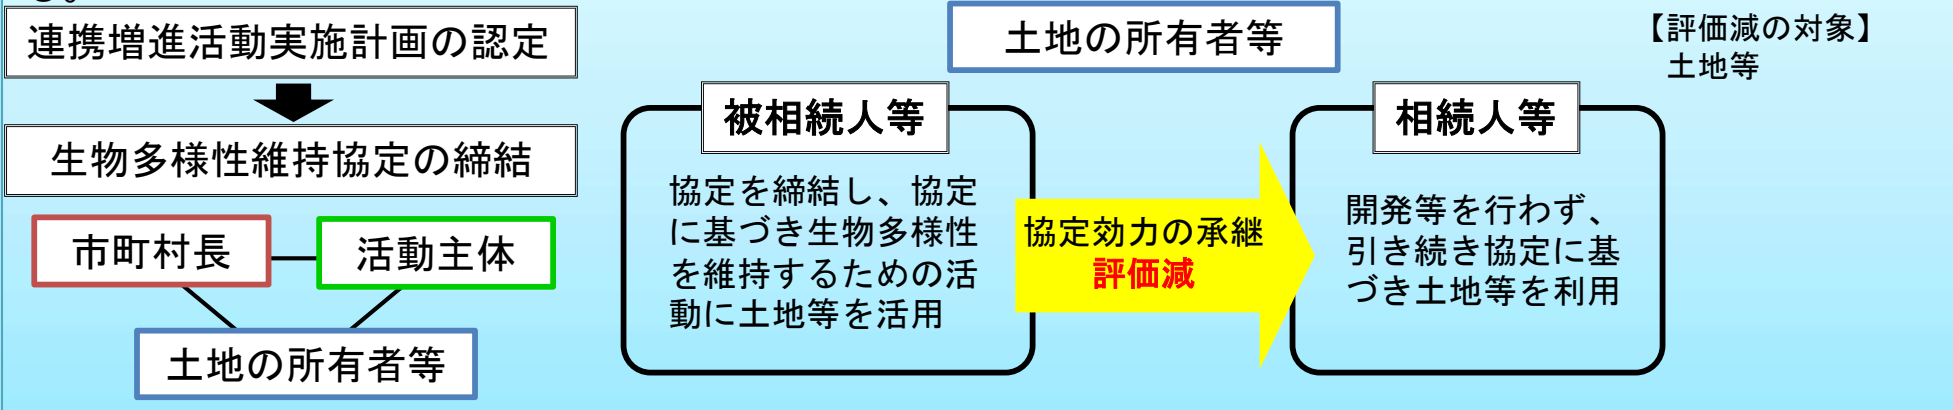 る。
連携増進活動実施計画の認定
生物多様性維持協定の締結
市町村長
活動主体
土地の所有者等
土地の所有者等
被相続人等
協定を締結し、協定
に基づき生物多様性
を維持するための活
動に土地等を活用
協定効力の承継
評価減
相続人等
開発等を行わず、
引き続き協定に基
づき土地等を利用
【評価減の対象】
土地等